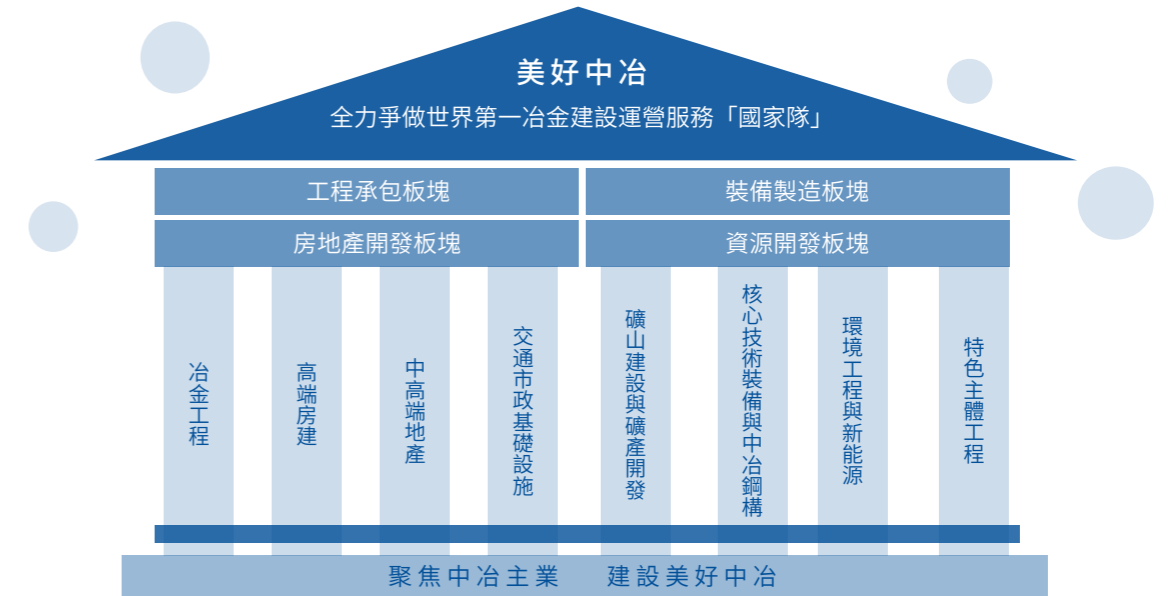 美好中冶
全力爭做世界第一冶金建設運營服務「國家隊」
工程承包板塊
裝備製造板塊
房地產開發板塊
資源開發板塊
冶金工程
高端房建
中高端地產
交通市政基礎設施
礦山建設與礦產開發
核心技術裝備與中冶鋼構
環境工程與新能源
特色主體工程
聚焦中冶主業　建設美好中冶